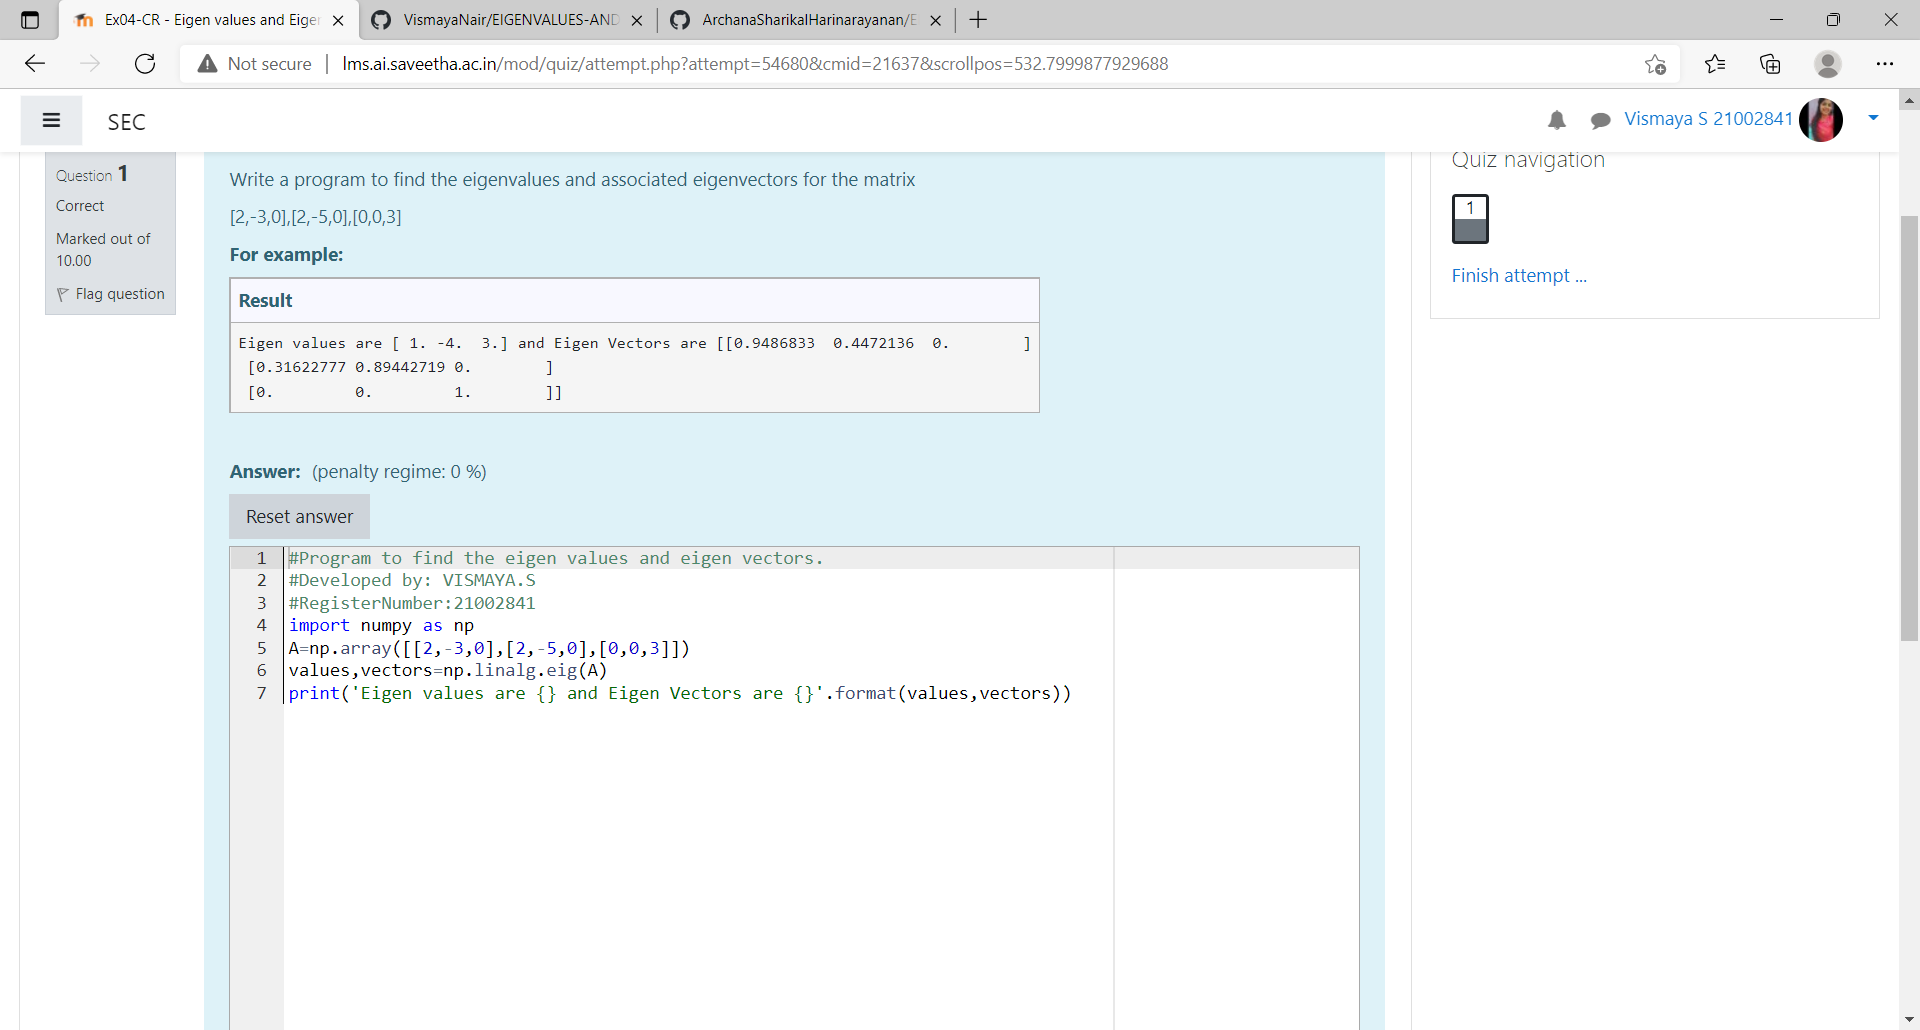 Ex04-CR - Eigen values and Eige
VismayaNair/EIGENVALUES-AND
ArchanaSharikalHarinarayanan/E
Not secure
lms.ai.saveetha.ac.in/mod/quiz/attempt.php?attempt=54680&cmid=21637&scrollpos=532.7999877929688
SEC
Vismaya S 21002841
Question 1
Correct
Marked out of
10.00
Flag question
Write a program to find the eigenvalues and associated eigenvectors for the matrix
[2,-3,0],[2,-5,0],[0,0,3]
For example:
Result
Eigen values are [ 1. -4.  3.] and Eigen Vectors are [[0.9486833  0.4472136  0.        ]
 [0.31622777 0.89442719 0.        ]
 [0.         0.         1.        ]]
Answer: (penalty regime: 0 %)
Reset answer
1 #Program to find the eigen values and eigen vectors.
2 #Developed by: VISMAYA.S
3 #RegisterNumber:21002841
4 import numpy as np
5 A=np.array([[2,-3,0],[2,-5,0],[0,0,3]])
6 values,vectors=np.linalg.eig(A)
7 print('Eigen values are {} and Eigen Vectors are {}'.format(values,vectors))
Quiz navigation
1
Finish attempt ...